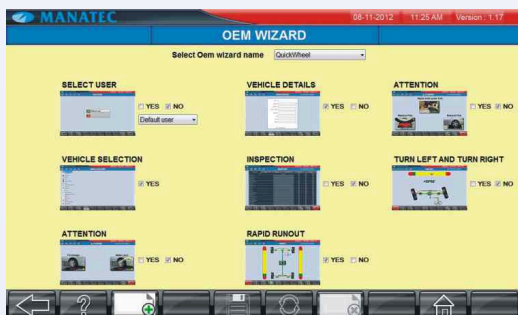 MANATEC 08-11-2012 11:25 AM Version : 1.17
OEM WIZARD
Select Oem wizard name QuickWheel
SELECT USER VEHICLE DETAILS ATTENTION
YES NO YES NO YES NO
Default user
VEHICLE SELECTION INSPECTION TURN LEFT AND TURN RIGHT
YES YES NO YES NO
ATTENTION RAPID RUNOUT
YES NO YES NO